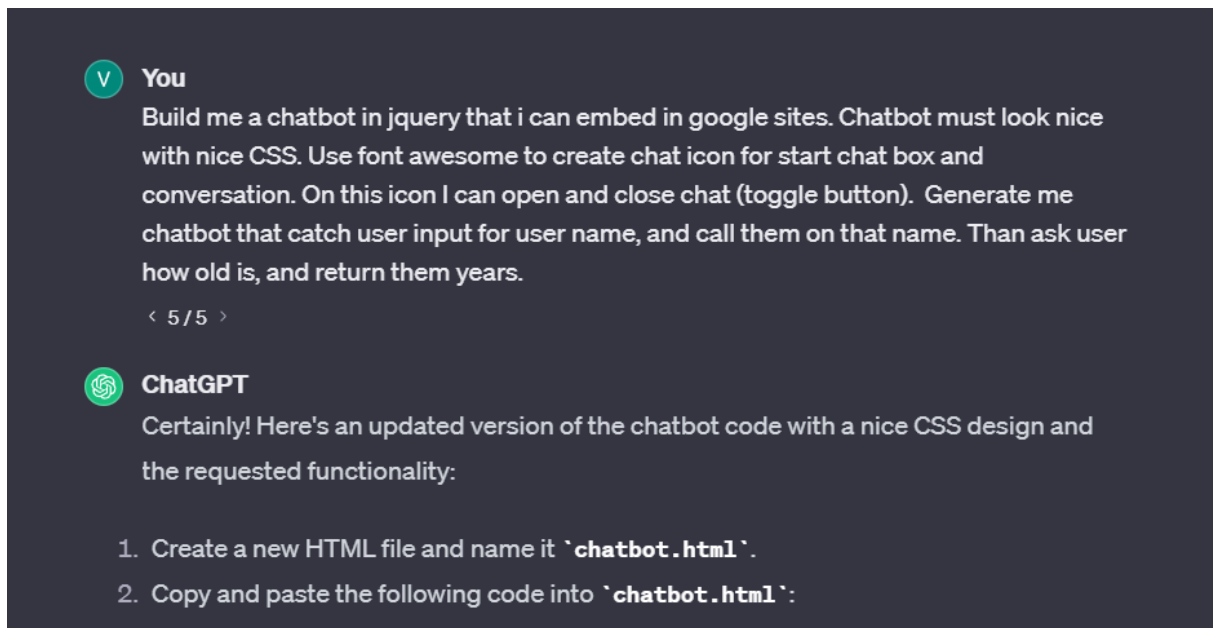 V
You
Build me a chatbot in jquery that i can embed in google sites. Chatbot must look nice
with nice CSS. Use font awesome to create chat icon for start chat box and
conversation. On this icon I can open and close chat (toggle button).  Generate me
chatbot that catch user input for user name, and call them on that name. Than ask user
how old is, and return them years.
< 5 / 5 >
ChatGPT
Certainly! Here's an updated version of the chatbot code with a nice CSS design and
the requested functionality:
1. Create a new HTML file and name it `chatbot.html`.
2. Copy and paste the following code into `chatbot.html`: